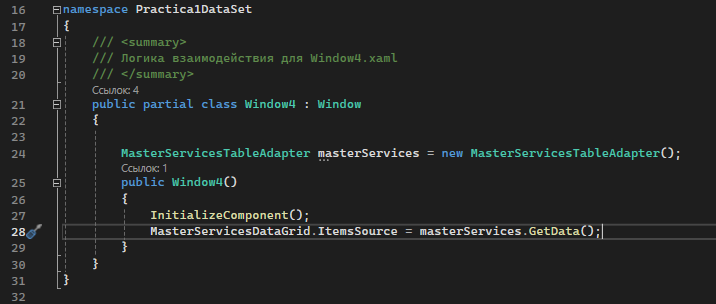 16 namespace Practica1DataSet
17 {
18 /// <summary>
19 /// Логика взаимодействия для Window4.xaml
20 /// </summary>
Ссылок: 4
21 public partial class Window4 : Window
22 {
23
24 MasterServicesTableAdapter masterServices = new MasterServicesTableAdapter();
Ссылок: 1
25 public Window4()
26 {
27 InitializeComponent();
28 MasterServicesDataGrid.ItemsSource = masterServices.GetData();
29 }
30 }
31 }
32